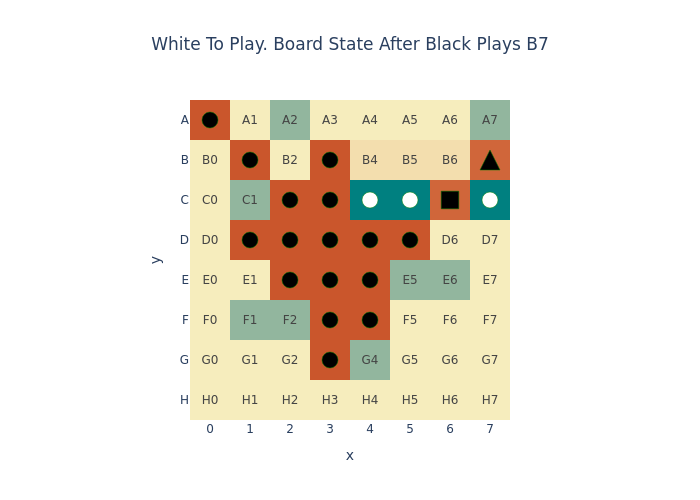 White To Play. Board State After Black Plays B7
A A1 A2 A3 A4 A5 A6 A7
B B0 B2 B4 B5 B6
C C0 C1
D D0 D6 D7
E E0 E1 E5 E6 E7
F F0 F1 F2 F5 F6 F7
G G0 G1 G2 G4 G5 G6 G7
H H0 H1 H2 H3 H4 H5 H6 H7
0 1 2 3 4 5 6 7
x
y